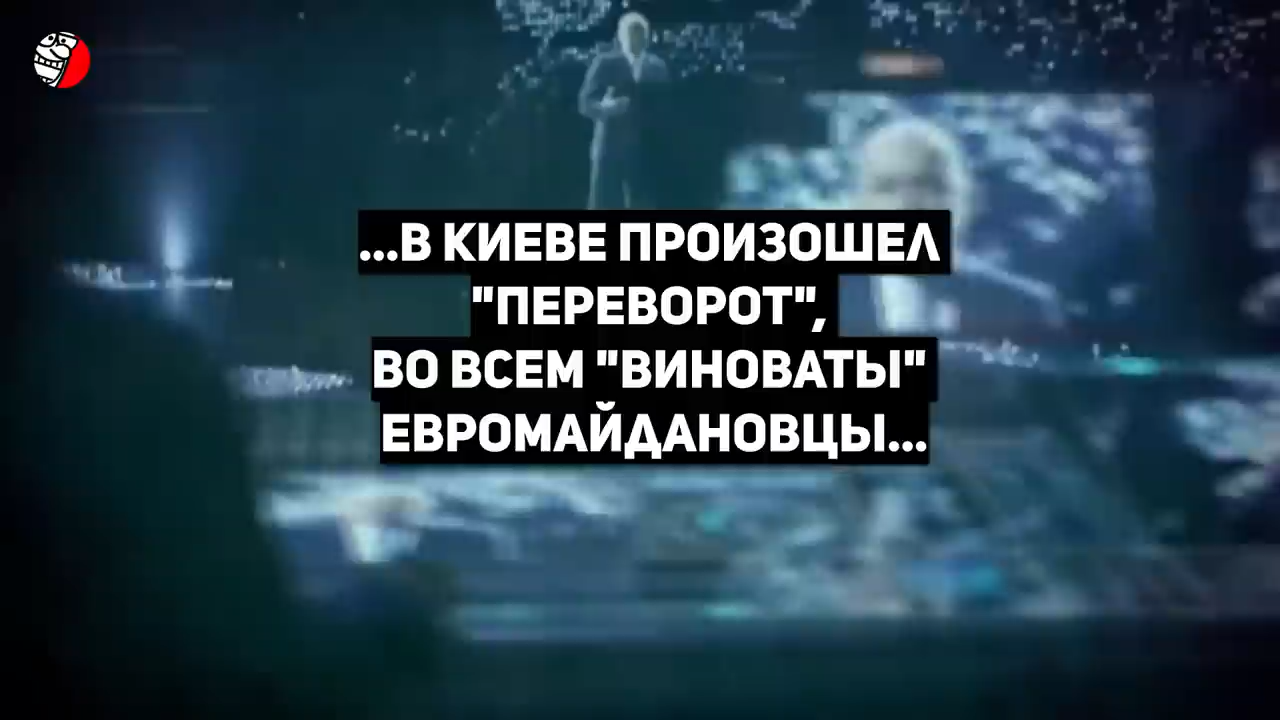 ...В КИЕВЕ ПРОИЗОШЕЛ
"ПЕРЕВОРОТ",
ВО ВСЕМ "ВИНОВАТЫ"
ЕВРОМАЙДАНОВЦЫ...